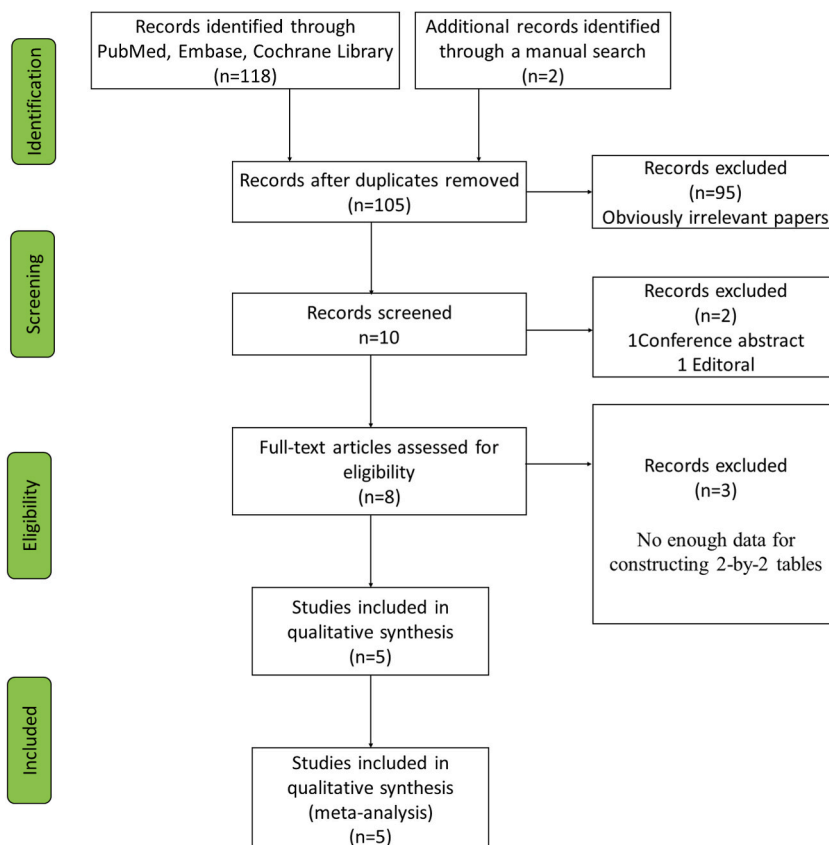 Records identified through
PubMed, Embase, Cochrane Library
(n=118)
Additional records identified
through a manual search
(n=2)
Identification
Records after duplicates removed
(n=105)
Records excluded
(n=95)
Obviously irrelevant papers
Screening
Records screened
n=10
Records excluded
(n=2)
1Conference abstract
1 Editoral
Eligibility
Full-text articles assessed for
eligibility
(n=8)
Records excluded
(n=3)
No enough data for
constructing 2-by-2 tables
Studies included in
qualitative synthesis
(n=5)
Included
Studies included in
qualitative synthesis
(meta-analysis)
(n=5)